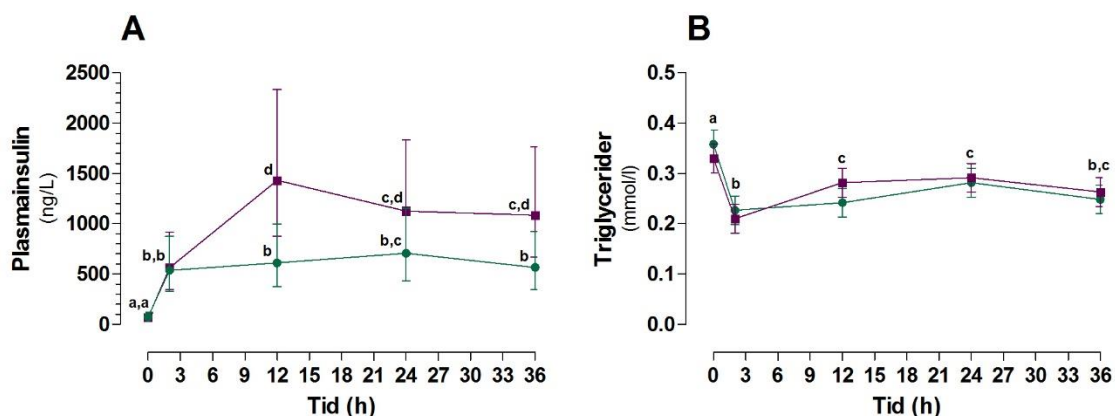 A
Plasmainsulin
(ng/L)
2500
2000
1500
1000
500
0
a,a
b,b
d
b
c,d
b,c
c,d
b
0 3 6 9 12 15 18 21 24 27 30 33 36
Tid (h)
B
Triglycerider
(mmol/l)
0.5
0.4
0.3
0.2
0.1
0.0
a
b
c
c
b,c
0 3 6 9 12 15 18 21 24 27 30 33 36
Tid (h)